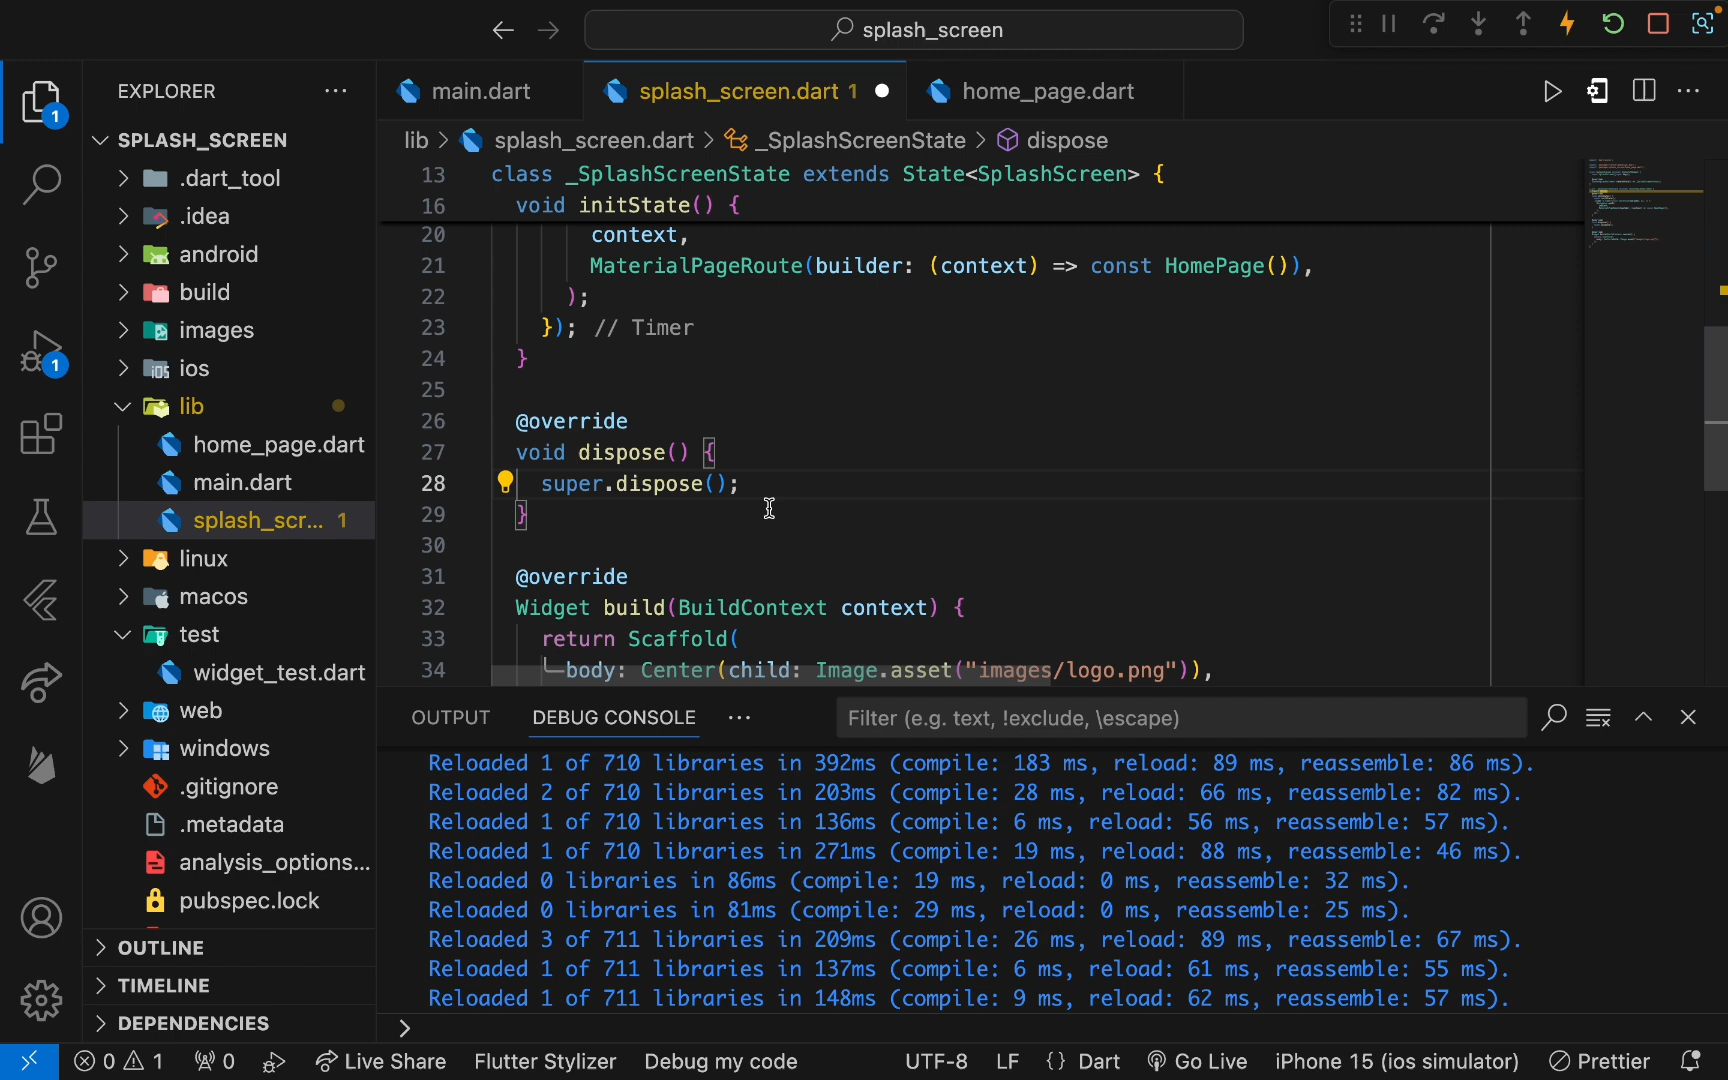 splash_screen
EXPLORER
SPLASH_SCREEN
.dart_tool
.idea
android
build
images
ios
lib
home_page.dart
main.dart
splash_scr... 1
linux
macos
test
widget_test.dart
web
windows
.gitignore
.metadata
analysis_options...
pubspec.lock
OUTLINE
TIMELINE
DEPENDENCIES
1
1
main.dart
splash_screen.dart 1
home_page.dart
lib > splash_screen.dart > _SplashScreenState > dispose
13 class _SplashScreenState extends State<SplashScreen> {
16 void initState() {
20 context,
21 MaterialPageRoute(builder: (context) => const HomePage()),
22 );
23 }); // Timer
24 }
25
26 @override
27 void dispose() {
28 super.dispose();
29 }
30
31 @override
32 Widget build(BuildContext context) {
33 return Scaffold(
34 body: Center(child: Image.asset("images/logo.png")),
OUTPUT DEBUG CONSOLE ... Filter (e.g. text, !exclude, \escape)
Reloaded 1 of 710 libraries in 392ms (compile: 183 ms, reload: 89 ms, reassemble: 86 ms).
Reloaded 2 of 710 libraries in 203ms (compile: 28 ms, reload: 66 ms, reassemble: 82 ms).
Reloaded 1 of 710 libraries in 136ms (compile: 6 ms, reload: 56 ms, reassemble: 57 ms).
Reloaded 1 of 710 libraries in 271ms (compile: 19 ms, reload: 88 ms, reassemble: 46 ms).
Reloaded 0 libraries in 86ms (compile: 19 ms, reload: 0 ms, reassemble: 32 ms).
Reloaded 0 libraries in 81ms (compile: 29 ms, reload: 0 ms, reassemble: 25 ms).
Reloaded 3 of 711 libraries in 209ms (compile: 26 ms, reload: 89 ms, reassemble: 67 ms).
Reloaded 1 of 711 libraries in 137ms (compile: 6 ms, reload: 61 ms, reassemble: 55 ms).
Reloaded 1 of 711 libraries in 148ms (compile: 9 ms, reload: 62 ms, reassemble: 57 ms).
>
0 1 0 Live Share Flutter Stylizer Debug my code UTF-8 LF {} Dart Go Live iPhone 15 (ios simulator) Prettier